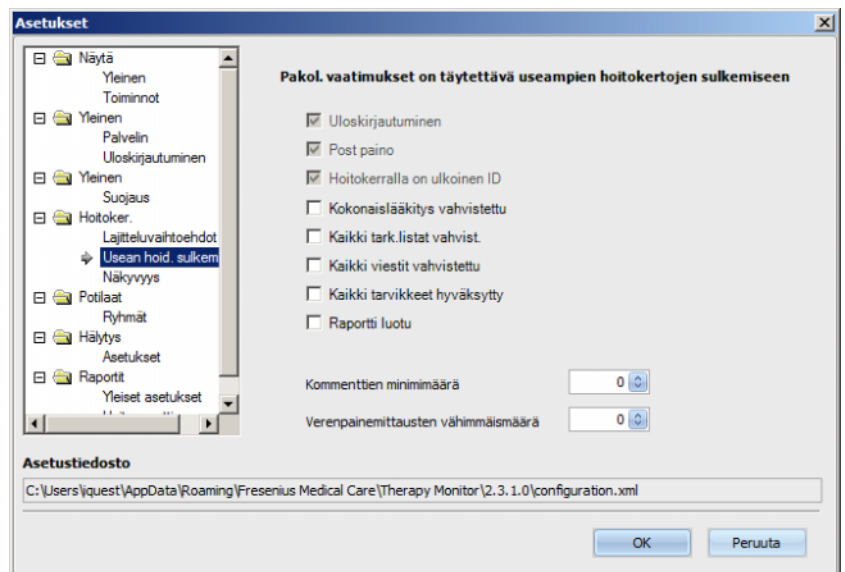 Asetukset
Näytä
Yleinen
Toiminnot
Yleinen
Palvelin
Uloskirjautuminen
Yleinen
Suojaus
Hoitoker.
Lajitteluvaihtoehdot
Usean hoid. sulkem
Näkyvyys
Potilaat
Ryhmät
Hälytys
Asetukset
Raportit
Yleiset asetukset
Pakol. vaatimukset on täytettävä useampien hoitokertojen sulkemiseen
Uloskirjautuminen
Post paino
Hoitokerralla on ulkoinen ID
Kokonaislääkitys vahvistettu
Kaikki tark.listat vahvist.
Kaikki viestit vahvistettu
Kaikki tarvikkeet hyväksytty
Raportti luotu
Kommenttien minimimäärä 0
Verenpainemittausten vähimmäismäärä 0
Asetustiedosto
C:\Users\iquest\AppData\Roaming\Fresenius Medical Care\Therapy Monitor\2.3.1.0\configuration.xml
OK Peruuta